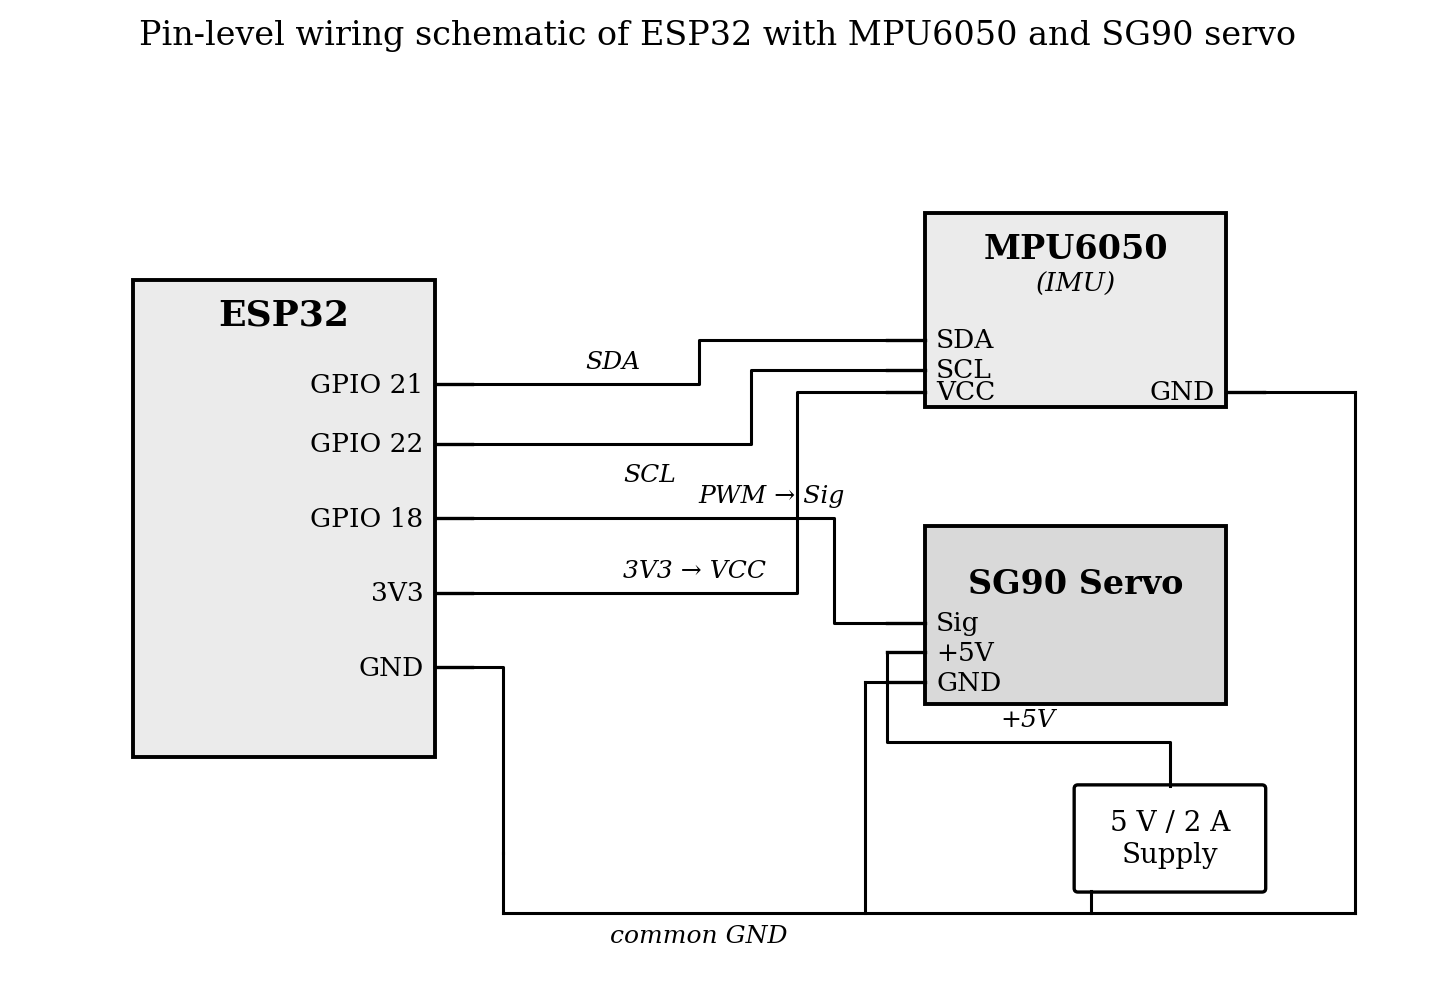 Pin-level wiring schematic of ESP32 with MPU6050 and SG90 servo
MPU6050
(IMU)
SDA
SCL
VCC
GND
ESP32
GPIO 21
GPIO 22
GPIO 18
3V3
GND
SDA
SCL
PWM → Sig
3V3 → VCC
SG90 Servo
Sig
+5V
GND
+5V
5 V / 2 A
Supply
common GND